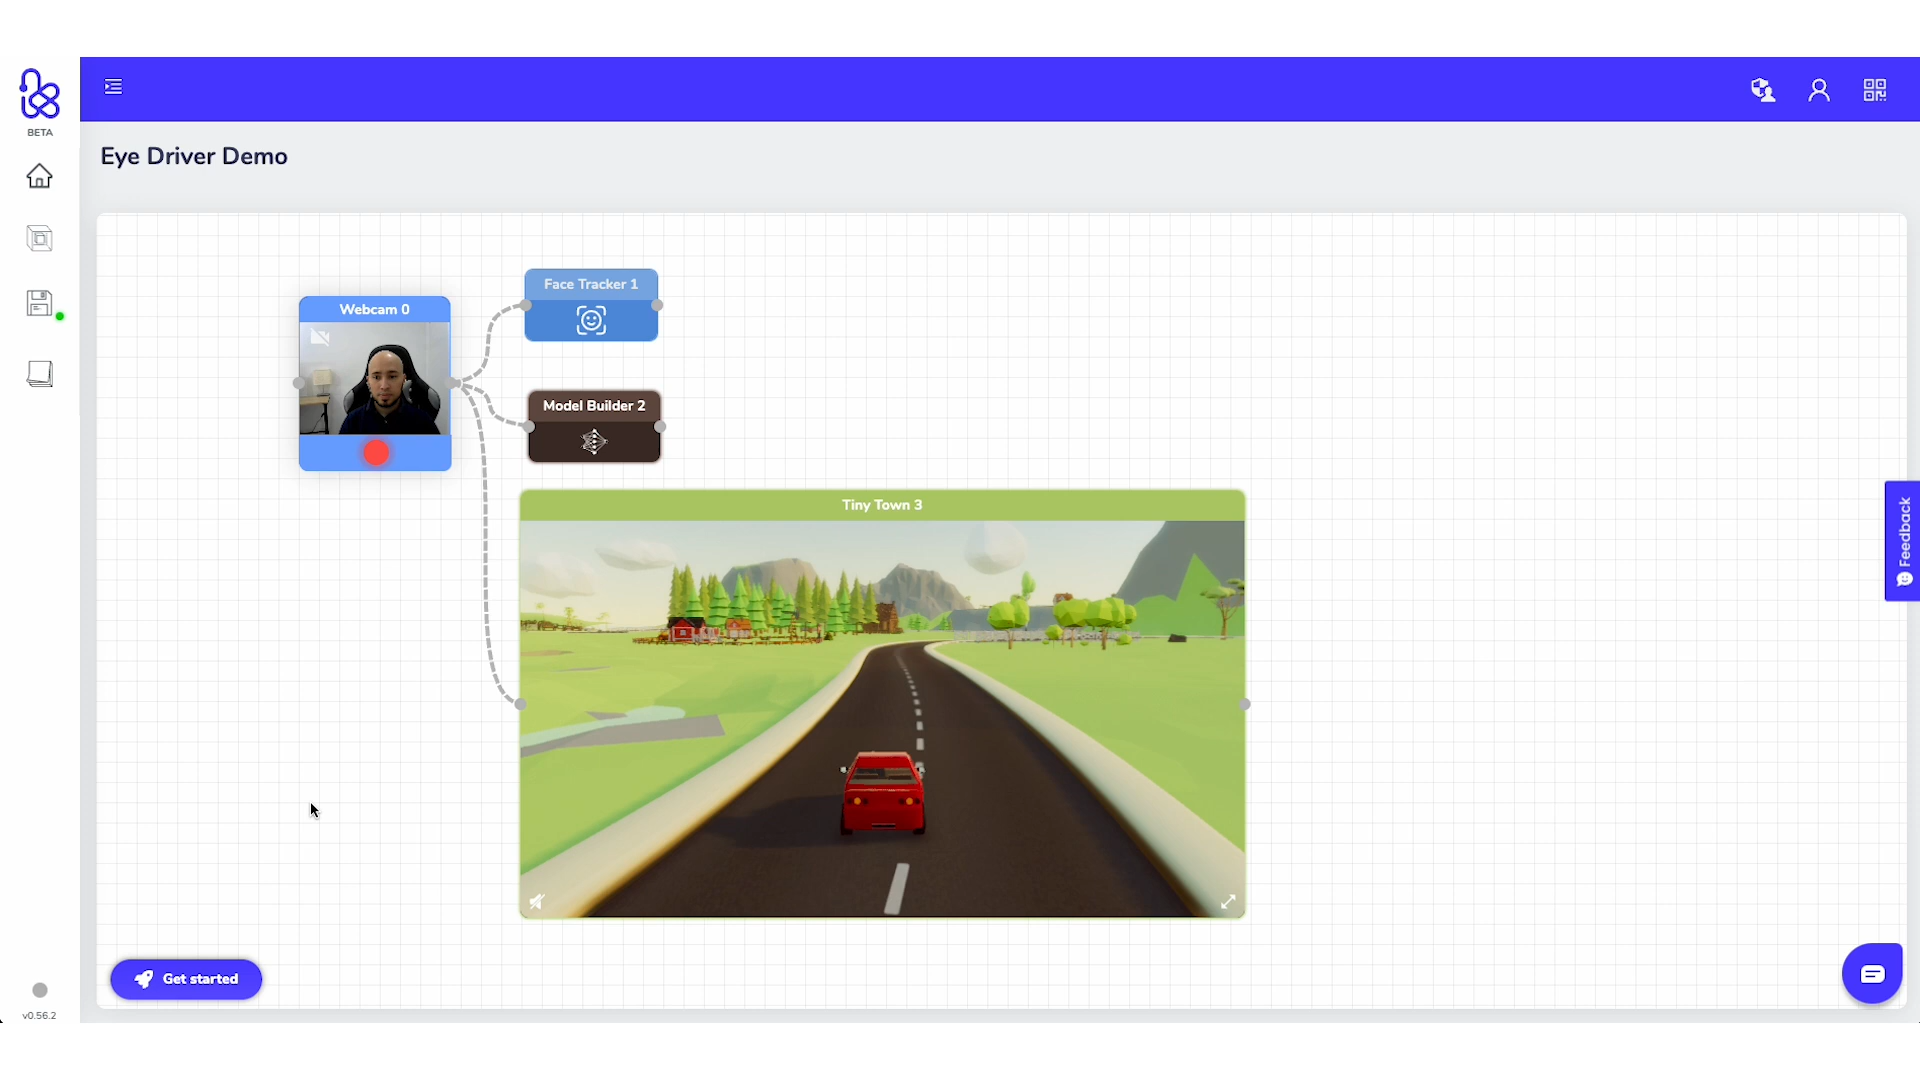 BETA
Eye Driver Demo
Webcam 0
Face Tracker 1
Model Builder 2
Tiny Town 3
Feedback
Get started
v0.56.2